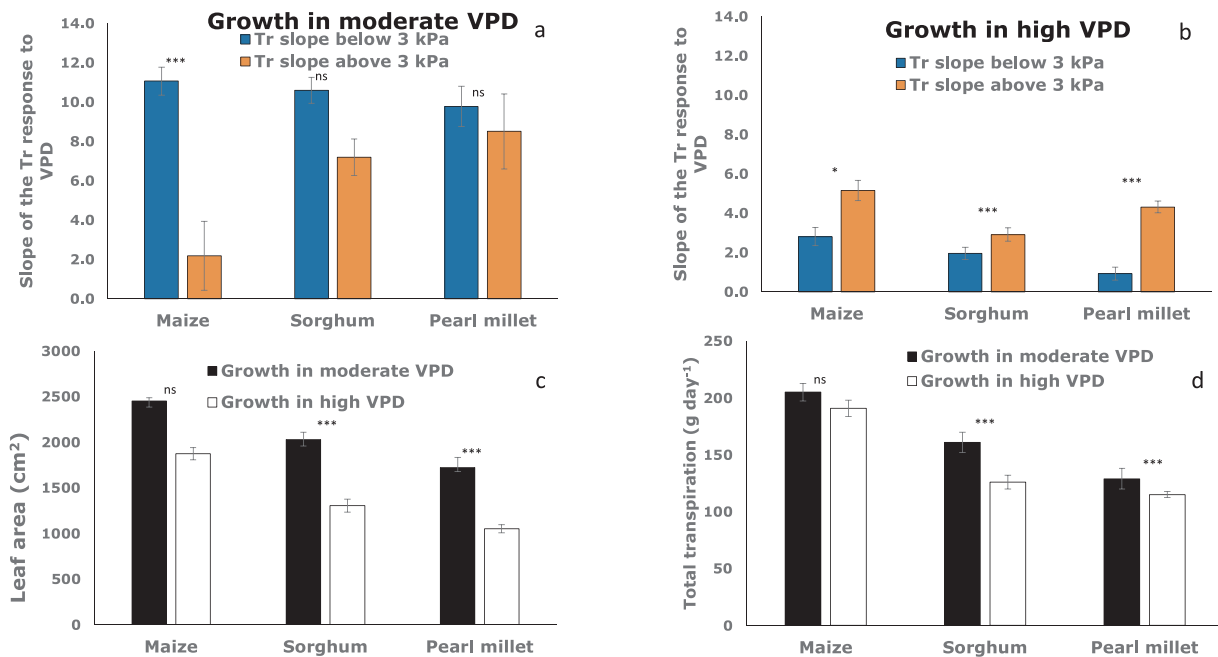 Growth in moderate VPD
a
Tr slope below 3 kPa
Tr slope above 3 kPa
14.0
12.0
10.0
8.0
6.0
4.0
2.0
0.0
Slope of the Tr response to
VPD
***
ns
ns
Maize
Sorghum
Pearl millet
Growth in high VPD
b
Tr slope below 3 kPa
Tr slope above 3 kPa
14.0
12.0
10.0
8.0
6.0
4.0
2.0
0.0
Slope of the Tr response to
VPD
*
***
***
Maize
Sorghum
Pearl millet
Growth in moderate VPD
Growth in high VPD
c
3000
2500
2000
1500
1000
500
0
Leaf area (cm²)
ns
***
***
Maize
Sorghum
Pearl millet
Growth in moderate VPD
Growth in high VPD
d
250
200
150
100
50
0
Total transpiration (g day⁻¹)
ns
***
***
Maize
Sorghum
Pearl millet